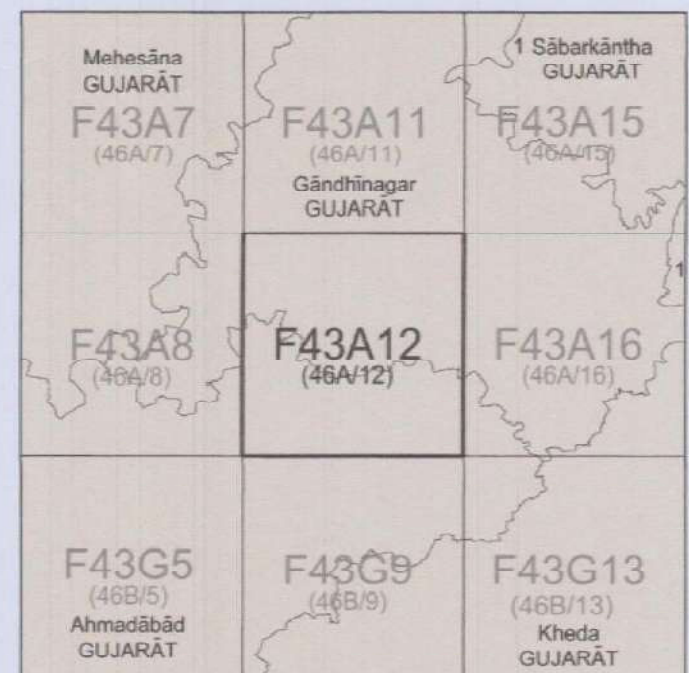 Mehesāna
GUJARĀT
F43A7
(46A/7)
F43A11
(46A/11)
Gāndhīnagar
GUJARĀT
1 Sābarkāntha
GUJARĀT
F43A15
(46A/15)
F43A8
(46A/8)
F43A12
(46A/12)
1
F43A16
(46A/16)
F43G5
(46B/5)
Ahmadābād
GUJARĀT
F43G9
(46B/9)
F43G13
(46B/13)
Kheda
GUJARĀT